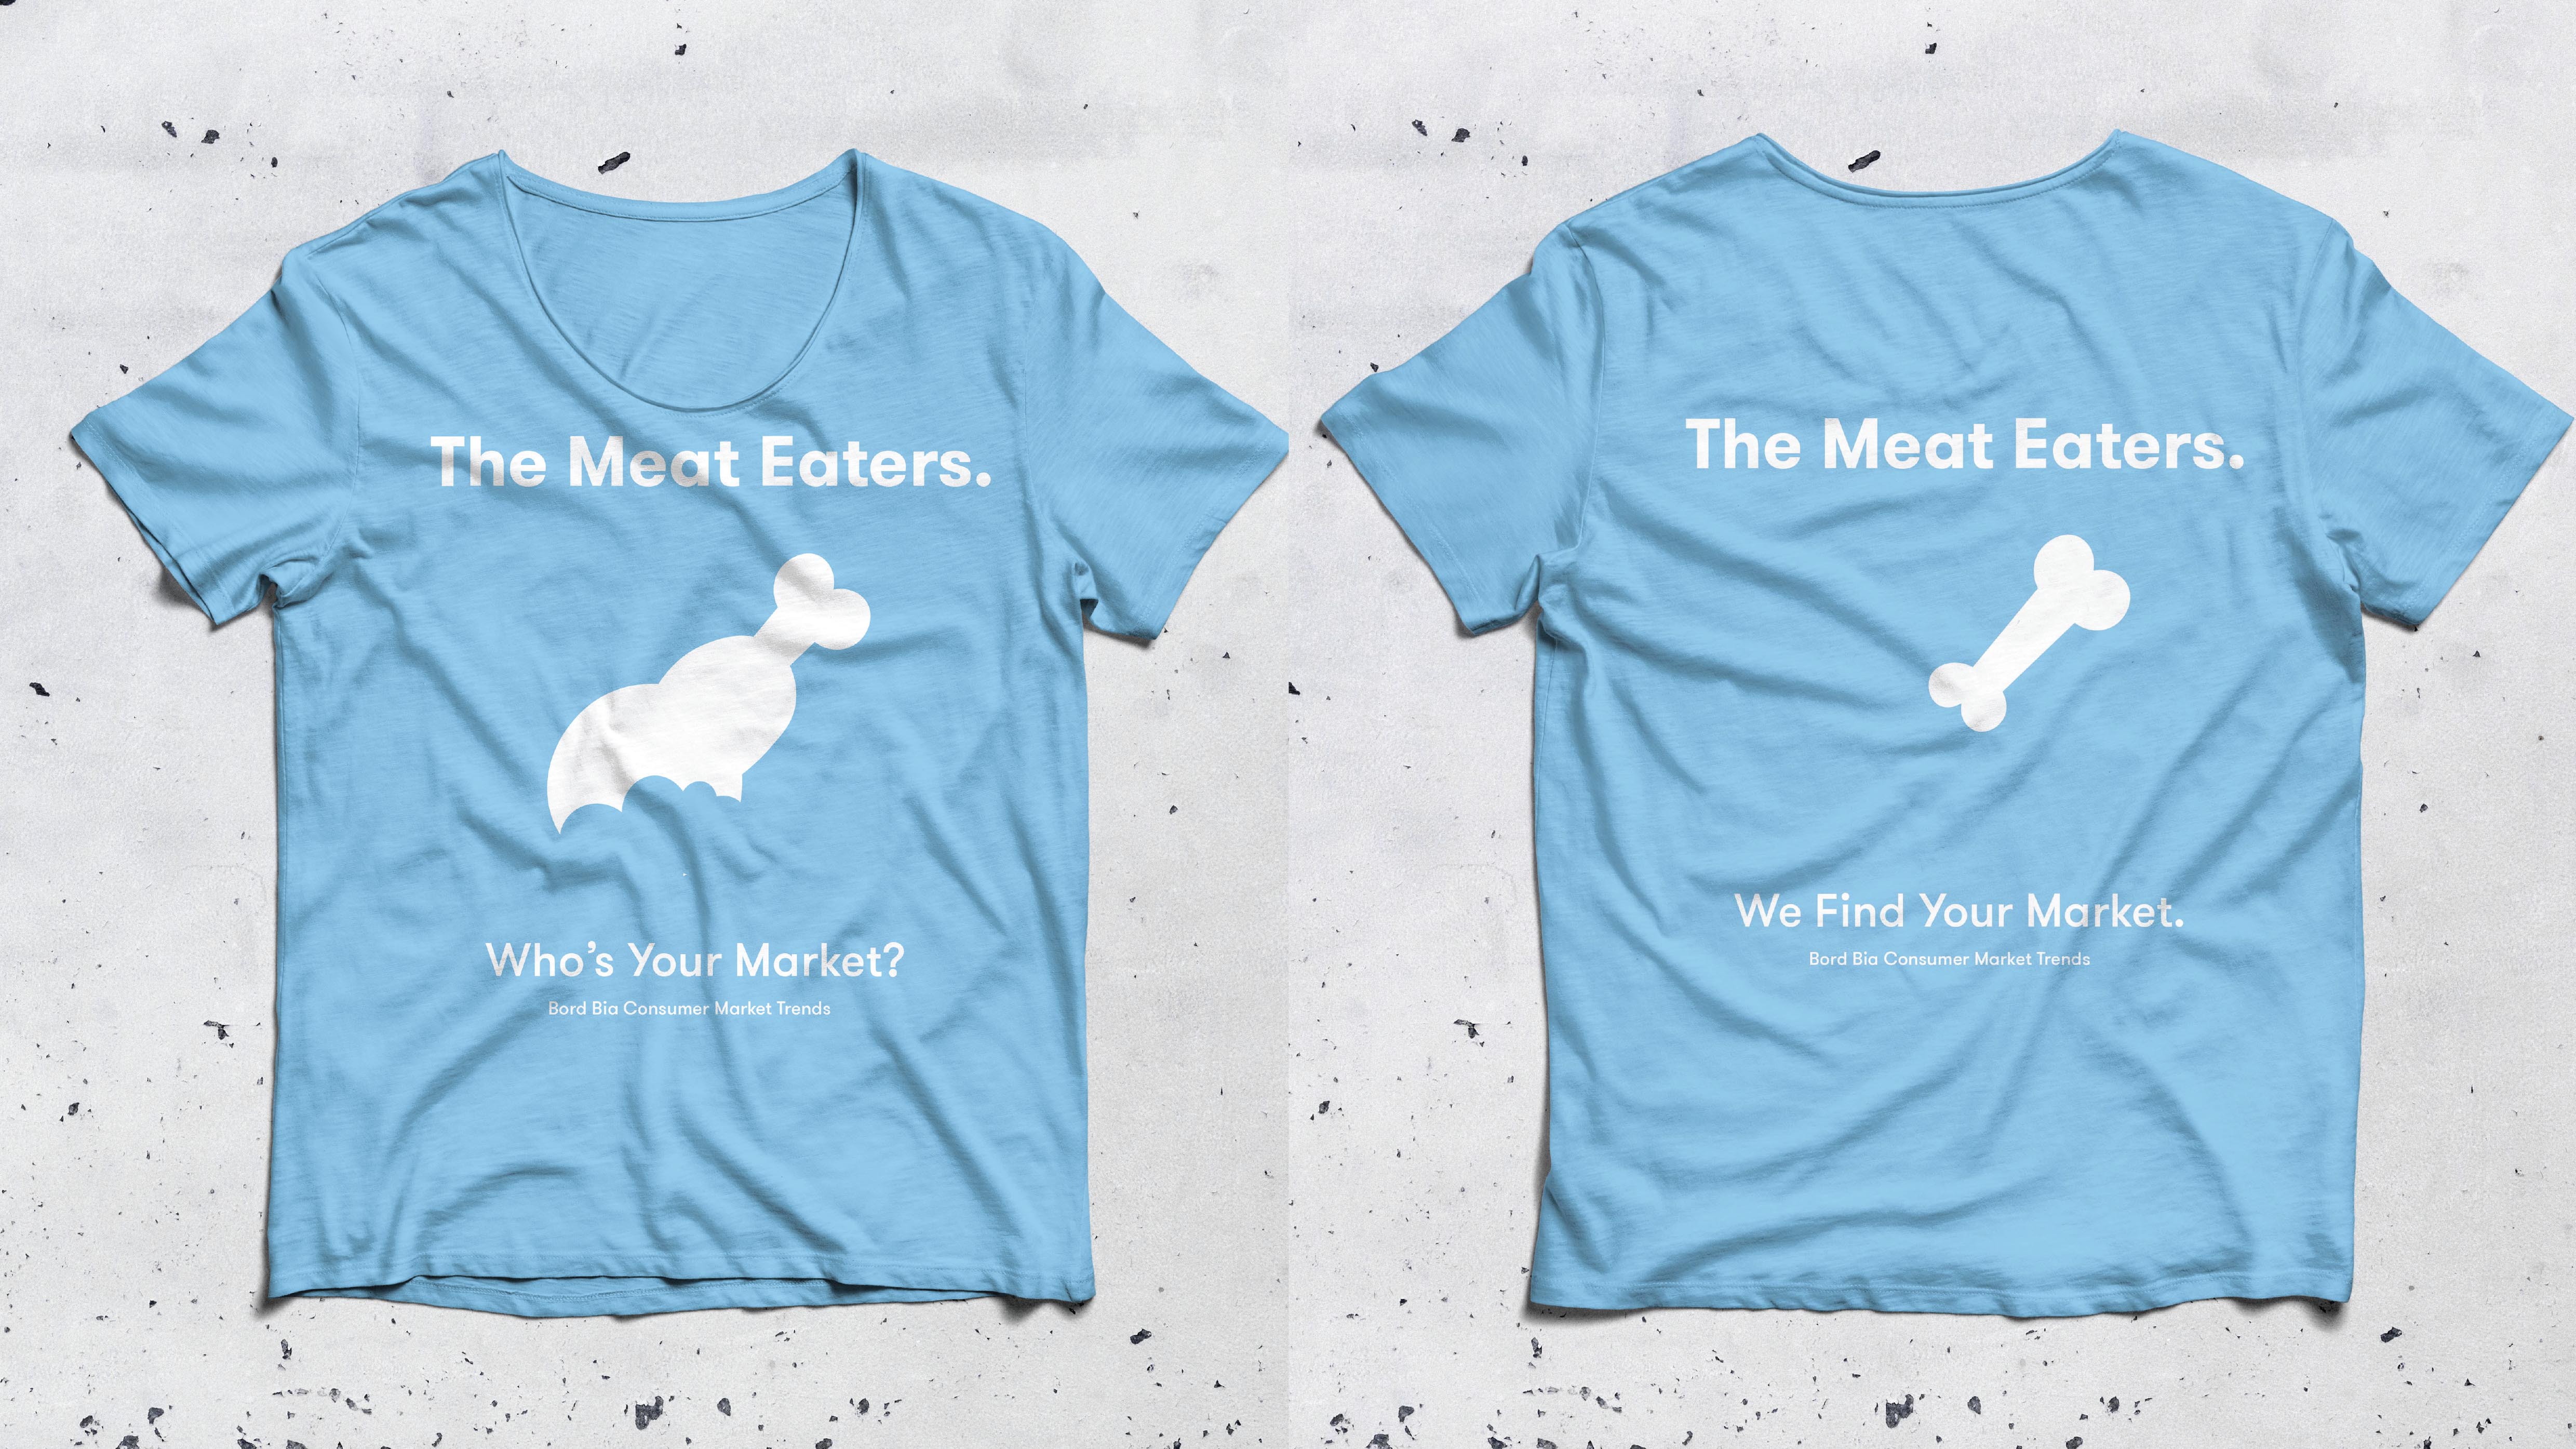 The Meat Eaters.
Who's Your Market?
Bord Bia Consumer Market Trends
The Meat Eaters.
We Find Your Market.
Bord Bia Consumer Market Trends